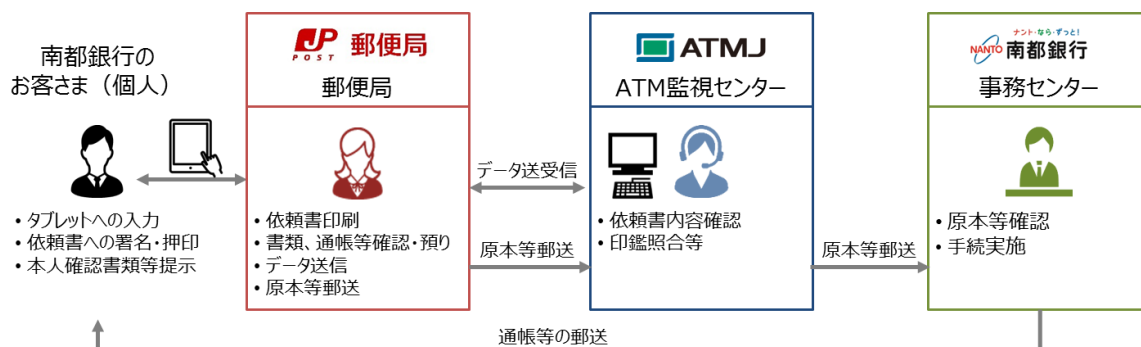 南都銀行の
お客さま（個人）
・タブレットへの入力
・依頼書への署名・押印
・本人確認書類等提示
JP
POST
郵便局
郵便局
・依頼書印刷
・書類、通帳等確認・預り
・データ送信
・原本等郵送
データ送受信
原本等郵送
ATMJ
ATM監視センター
・依頼書内容確認
・印鑑照合等
原本等郵送
ナント・なら・ずっと!
NANTO 南都銀行
事務センター
・原本等確認
・手続実施
通帳等の郵送